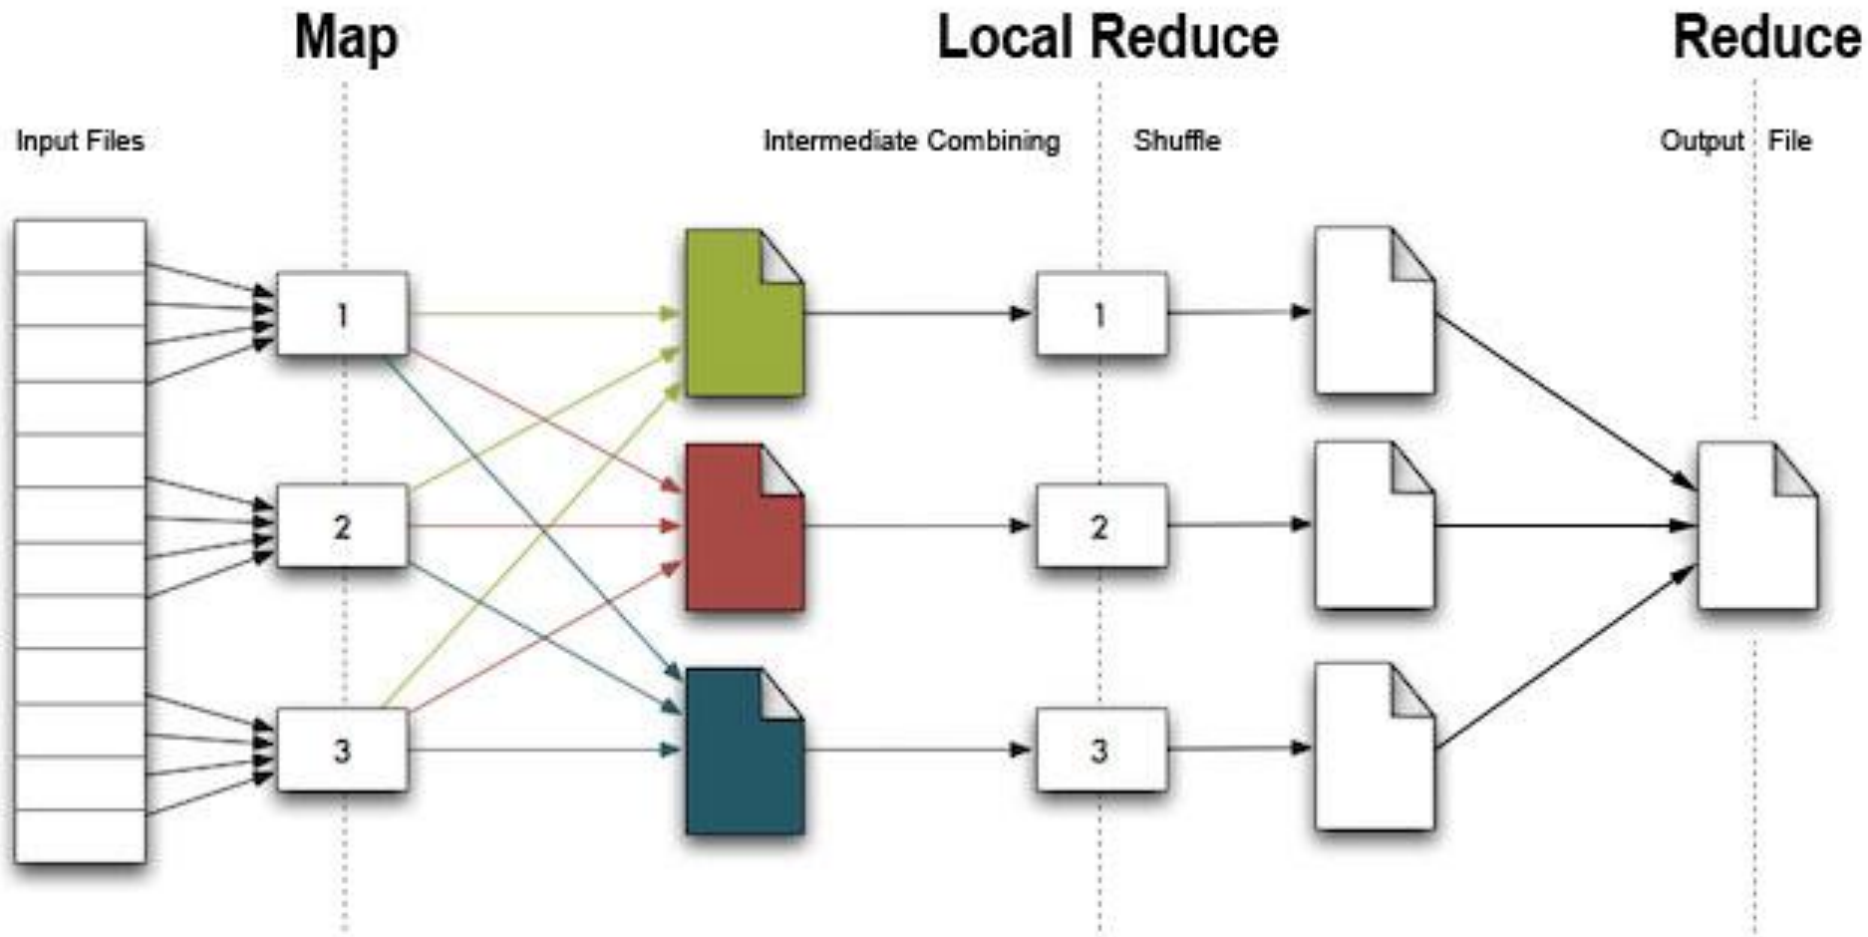 Map
Local Reduce
Reduce
Input Files
Intermediate Combining
Shuffle
Output File
1
1
2
2
3
3